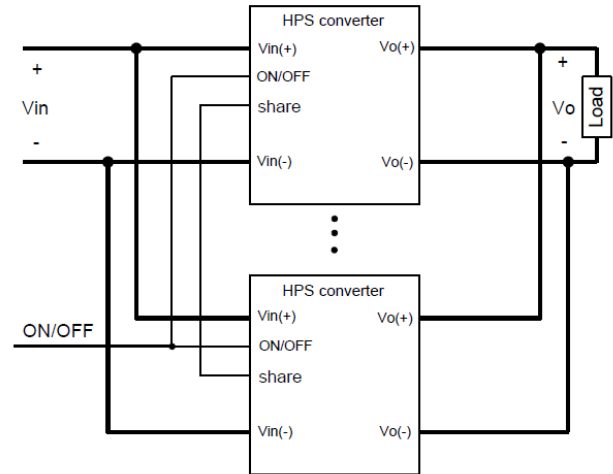 HPS converter
Vin(+)
Vo(+)
+
ON/OFF
+
Vin
share
Vo
Load
-
Vin(-)
Vo(-)
-
HPS converter
Vin(+)
Vo(+)
ON/OFF
ON/OFF
share
Vin(-)
Vo(-)